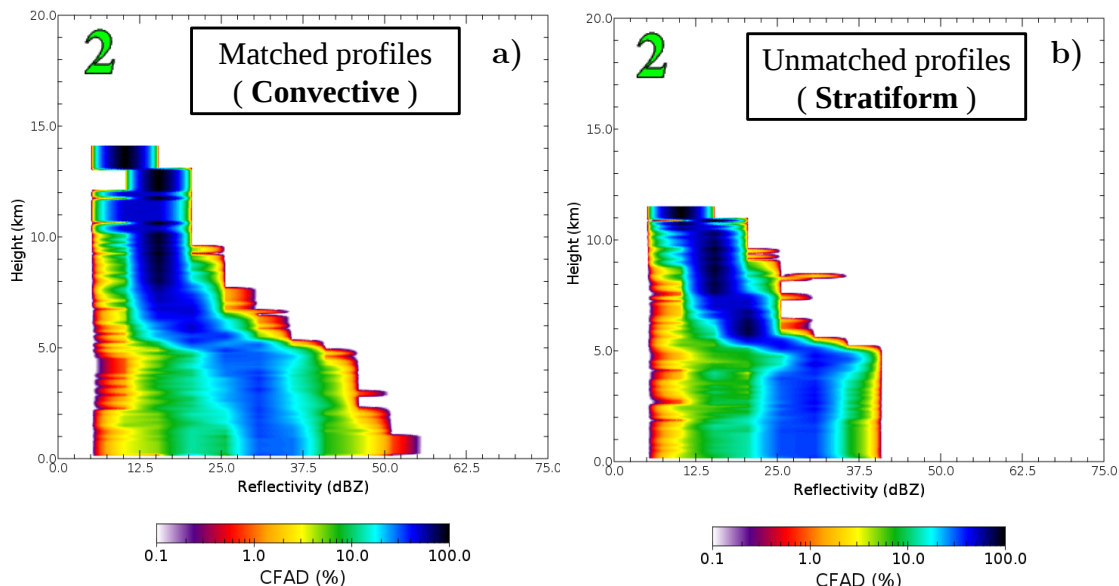 2
Matched profiles
( Convective )
a)
20.0
15.0
10.0
5.0
0.0
Height (km)
0.0 12.5 25.0 37.5 50.0 62.5 75.0
Reflectivity (dBZ)
0.1 1.0 10.0 100.0
CFAD (%)
2
Unmatched profiles
( Stratiform )
b)
20.0
15.0
10.0
5.0
0.0
Height (km)
0.0 12.5 25.0 37.5 50.0 62.5 75.0
Reflectivity (dBZ)
0.1 1.0 10.0 100.0
CFAD (%)